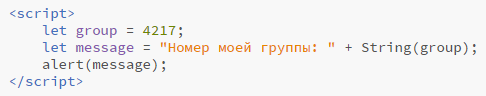 <script>
let group = 4217;
let message = "Номер моей группы: " + String(group);
alert(message);
</script>